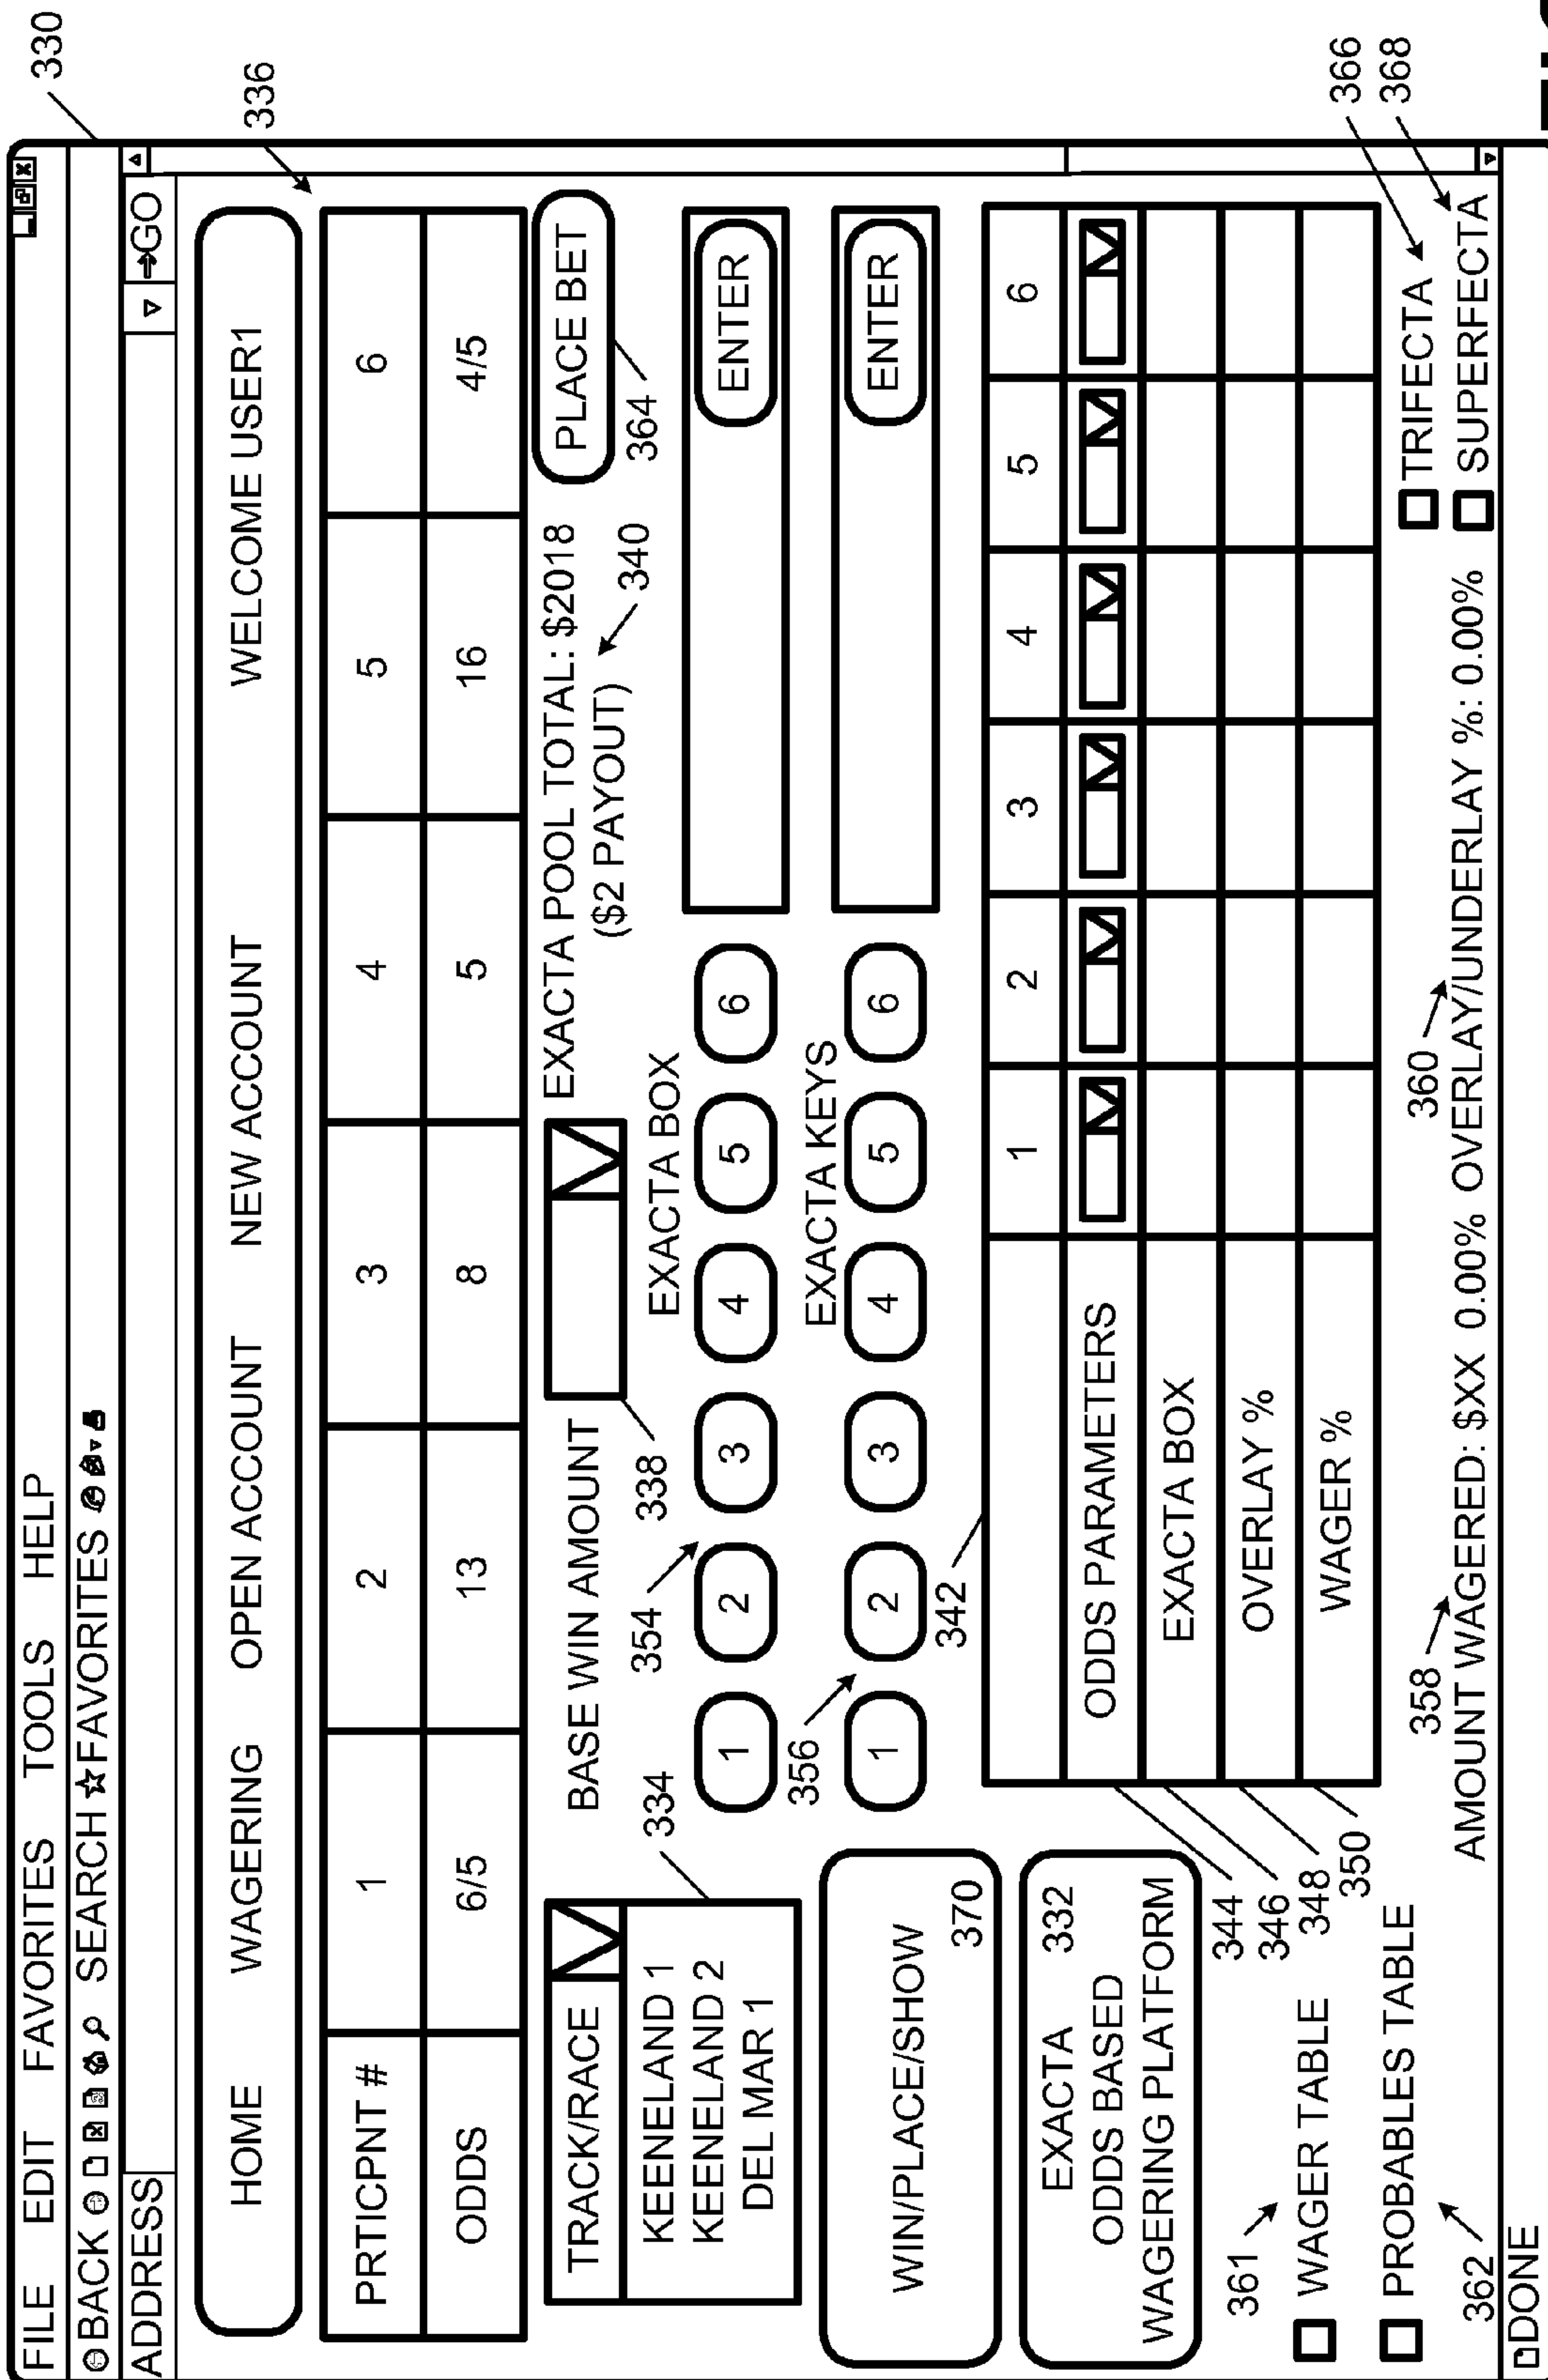 330
FILE EDIT FAVORITES TOOLS HELP
BACK SEARCH FAVORITES
ADDRESS GO
336
HOME WAGERING OPEN ACCOUNT NEW ACCOUNT WELCOME USER1
PRTICPNT # 1 2 3 4 5 6
ODDS 6/5 13 8 5 16 4/5
TRACK/RACE
KEENELAND 1
KEENELAND 2
DEL MAR 1
334
BASE WIN AMOUNT
338
EXACTA POOL TOTAL: $2018
($2 PAYOUT)
340
PLACE BET
364
354
EXACTA BOX
1 2 3 4 5 6 ENTER
356
EXACTA KEYS
1 2 3 4 5 6 ENTER
WIN/PLACE/SHOW
370
EXACTA 332
ODDS BASED
WAGERING PLATFORM
342
1 2 3 4 5 6
ODDS PARAMETERS
EXACTA BOX
OVERLAY %
WAGER %
344
346
348
350
361
WAGER TABLE
PROBABLES TABLE
362
358
360
AMOUNT WAGERED: $XX 0.00% OVERLAY/UNDERLAY %: 0.00%
TRIFECTA
SUPERFECTA
366
368
DONE